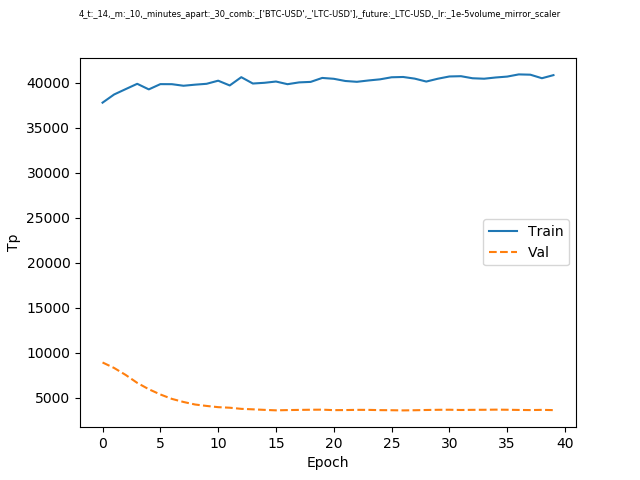 4_t:_14,_m:_10,_minutes_apart:_30_comb:_['BTC-USD',_'LTC-USD'],_future:_LTC-USD,_lr:_1e-5volume_mirror_scaler
40000
35000
30000
25000
20000
15000
10000
5000
Tp
Train
Val
0 5 10 15 20 25 30 35 40
Epoch